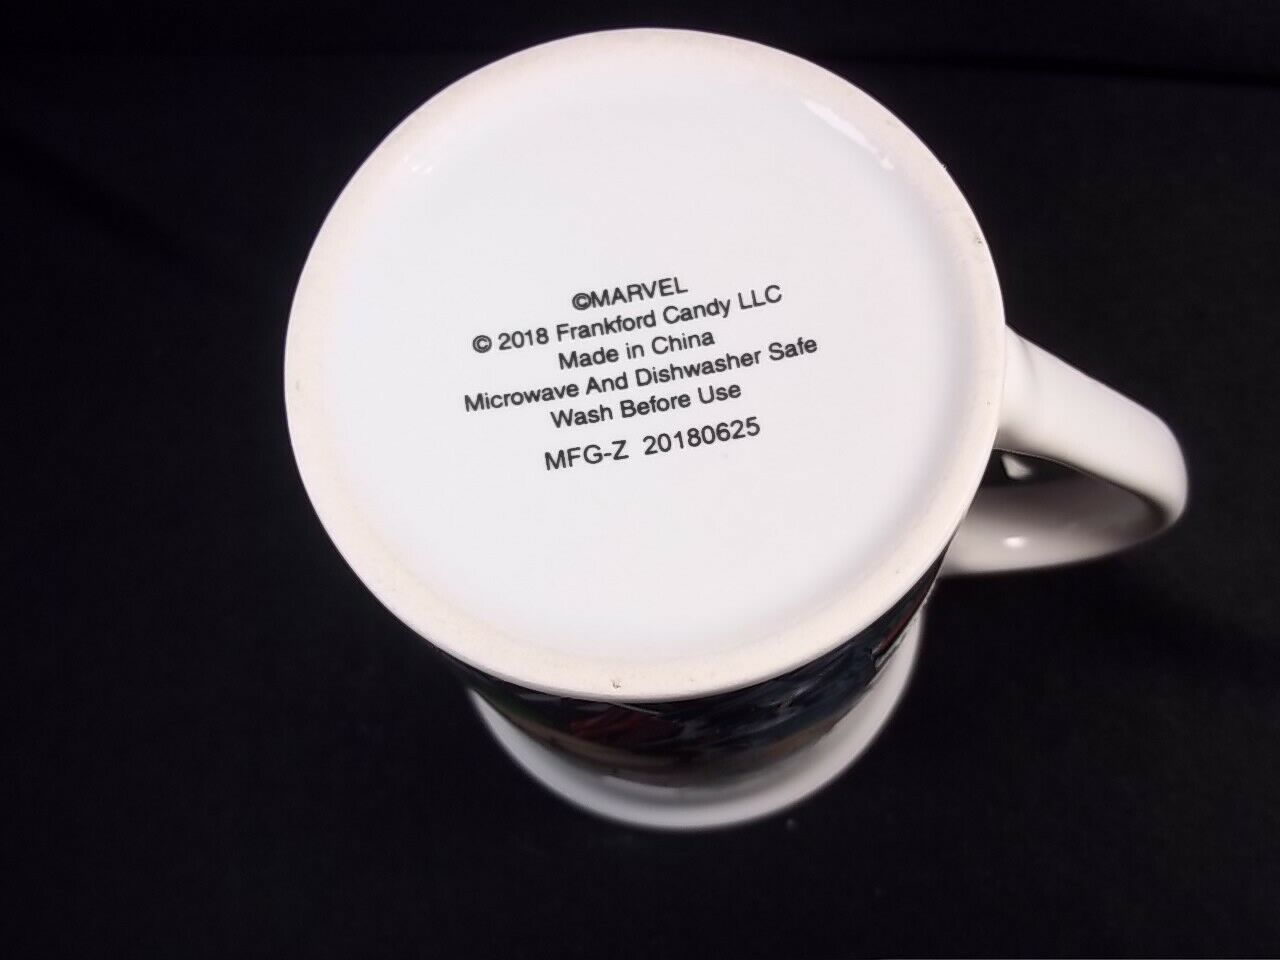 ©MARVEL
© 2018 Frankford Candy LLC
Made in China
Microwave And Dishwasher Safe
Wash Before Use
MFG-Z 20180625